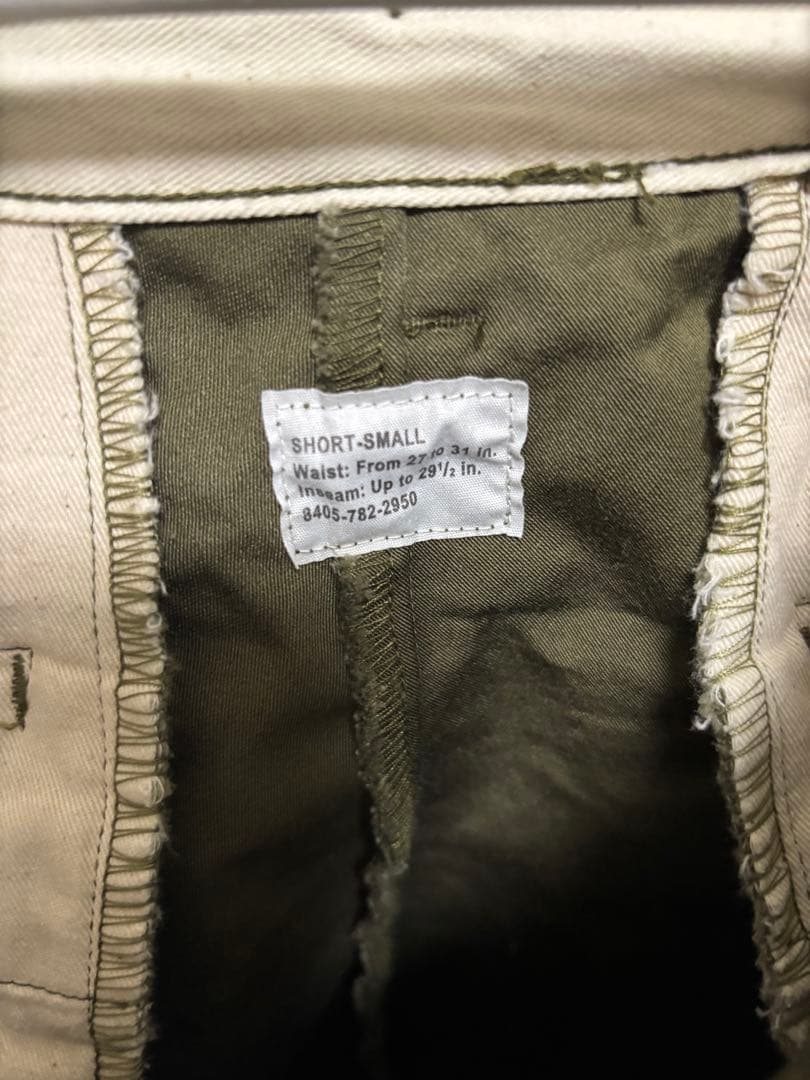 SHORT-SMALL
Waist: From 27 to 31 in.
Inseam: Up to 29½ in.
8405-782-2950